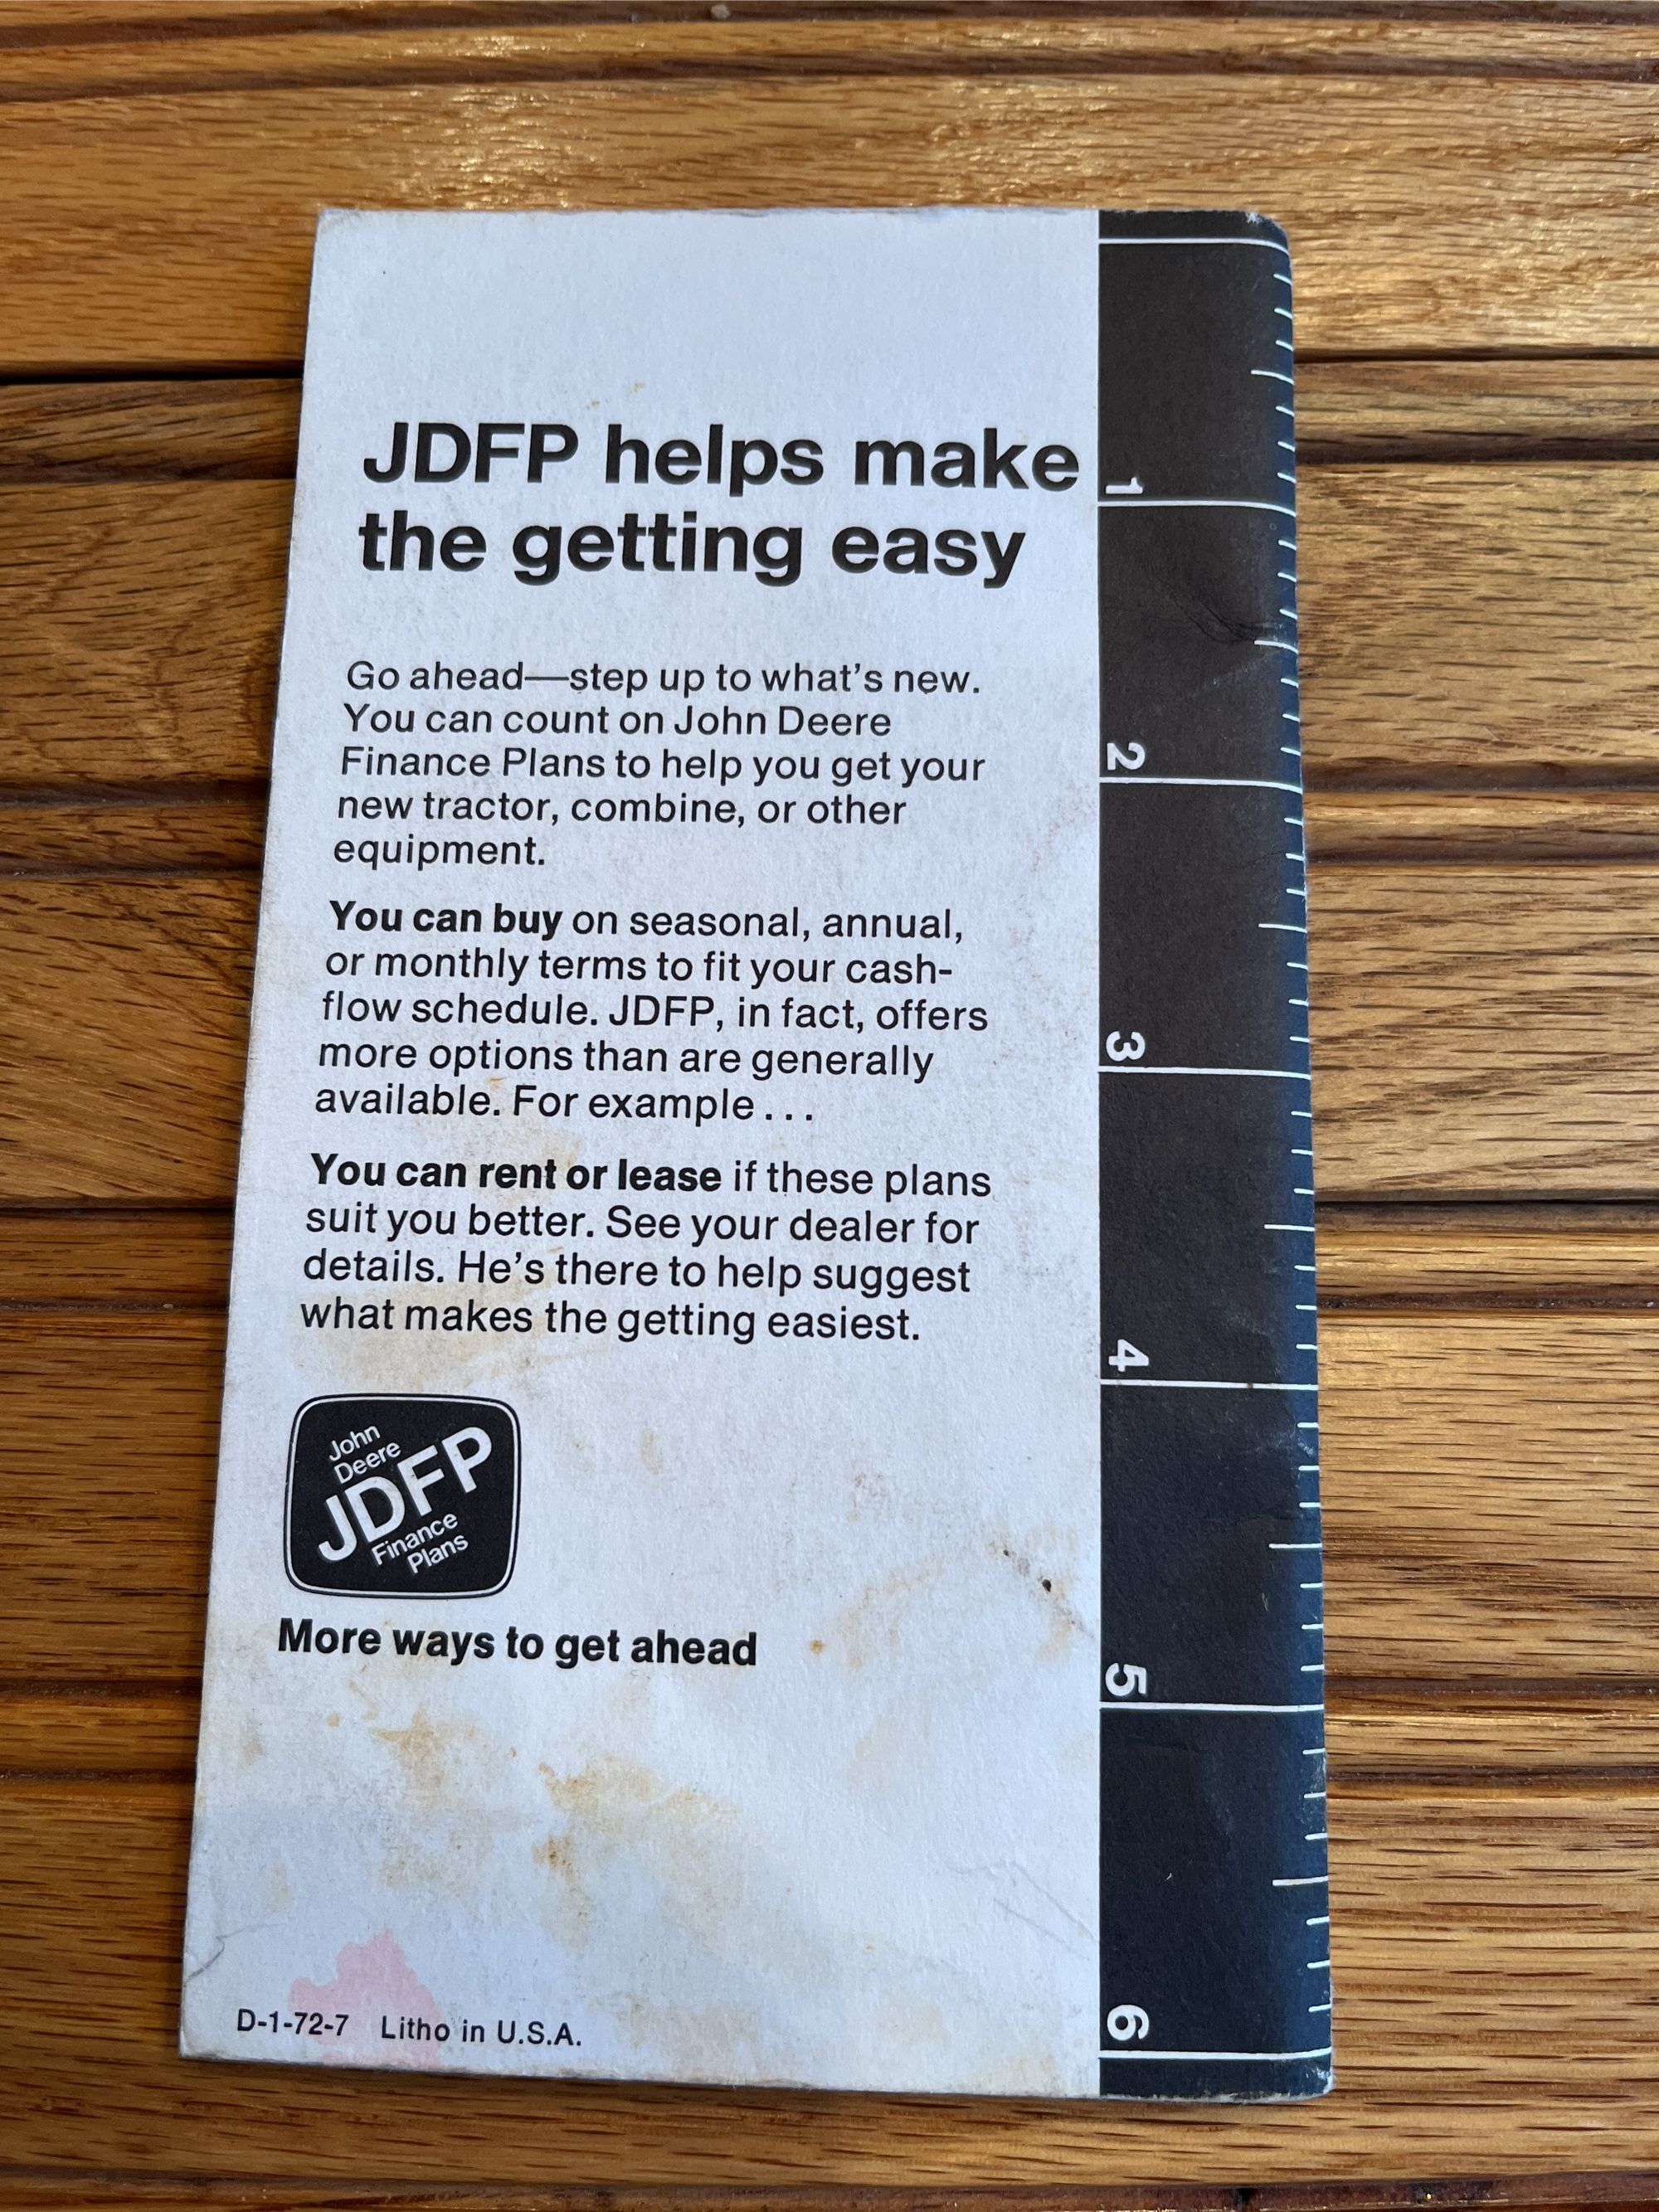 JDFP helps make
the getting easy
Go ahead—step up to what's new.
You can count on John Deere
Finance Plans to help you get your
new tractor, combine, or other
equipment.
You can buy on seasonal, annual,
or monthly terms to fit your cash-
flow schedule. JDFP, in fact, offers
more options than are generally
available. For example...
You can rent or lease if these plans
suit you better. See your dealer for
details. He's there to help suggest
what makes the getting easiest.
John
Deere
JDFP
Finance
Plans
More ways to get ahead
D-1-72-7 Litho in U.S.A.
1
2
3
4
5
6